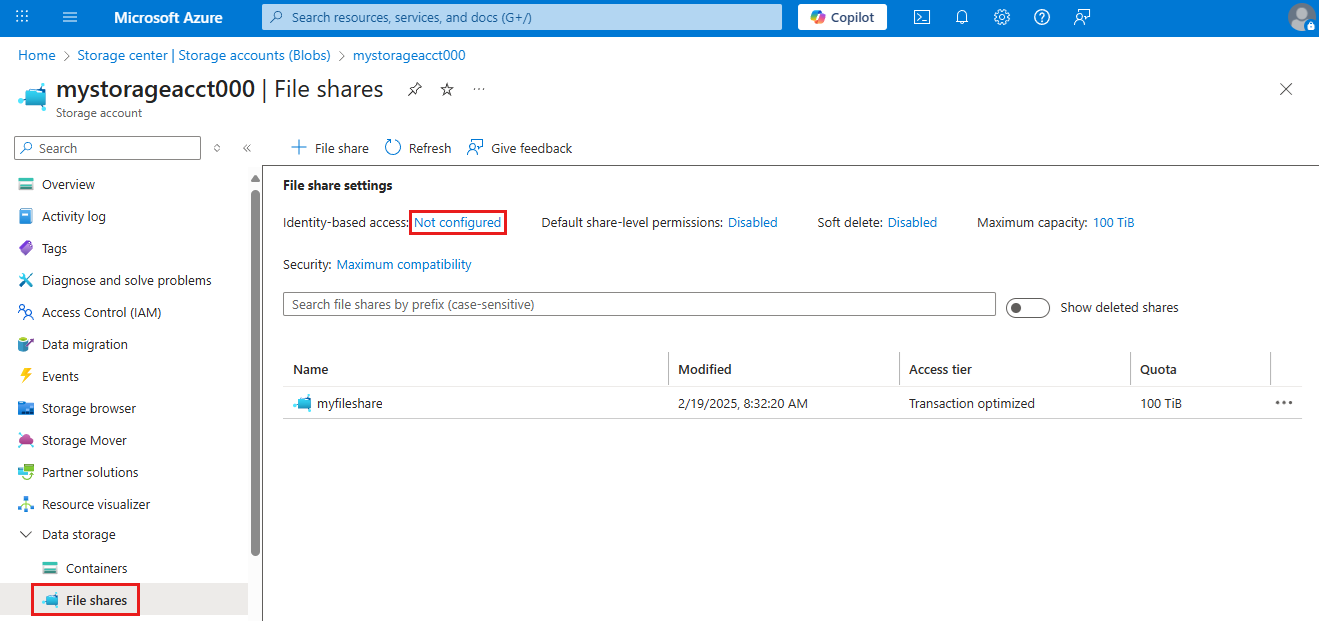 Microsoft Azure
Search resources, services, and docs (G+/)
Copilot
Home > Storage center | Storage accounts (Blobs) > mystorageacct000
mystorageacct000 | File shares
Storage account
Search
File share
Refresh
Give feedback
Overview
Activity log
Tags
Diagnose and solve problems
Access Control (IAM)
Data migration
Events
Storage browser
Storage Mover
Partner solutions
Resource visualizer
Data storage
Containers
File shares
File share settings
Identity-based access: Not configured
Default share-level permissions: Disabled
Soft delete: Disabled
Maximum capacity: 100 TiB
Security: Maximum compatibility
Search file shares by prefix (case-sensitive)
Show deleted shares
Name Modified Access tier Quota
myfileshare 2/19/2025, 8:32:20 AM Transaction optimized 100 TiB